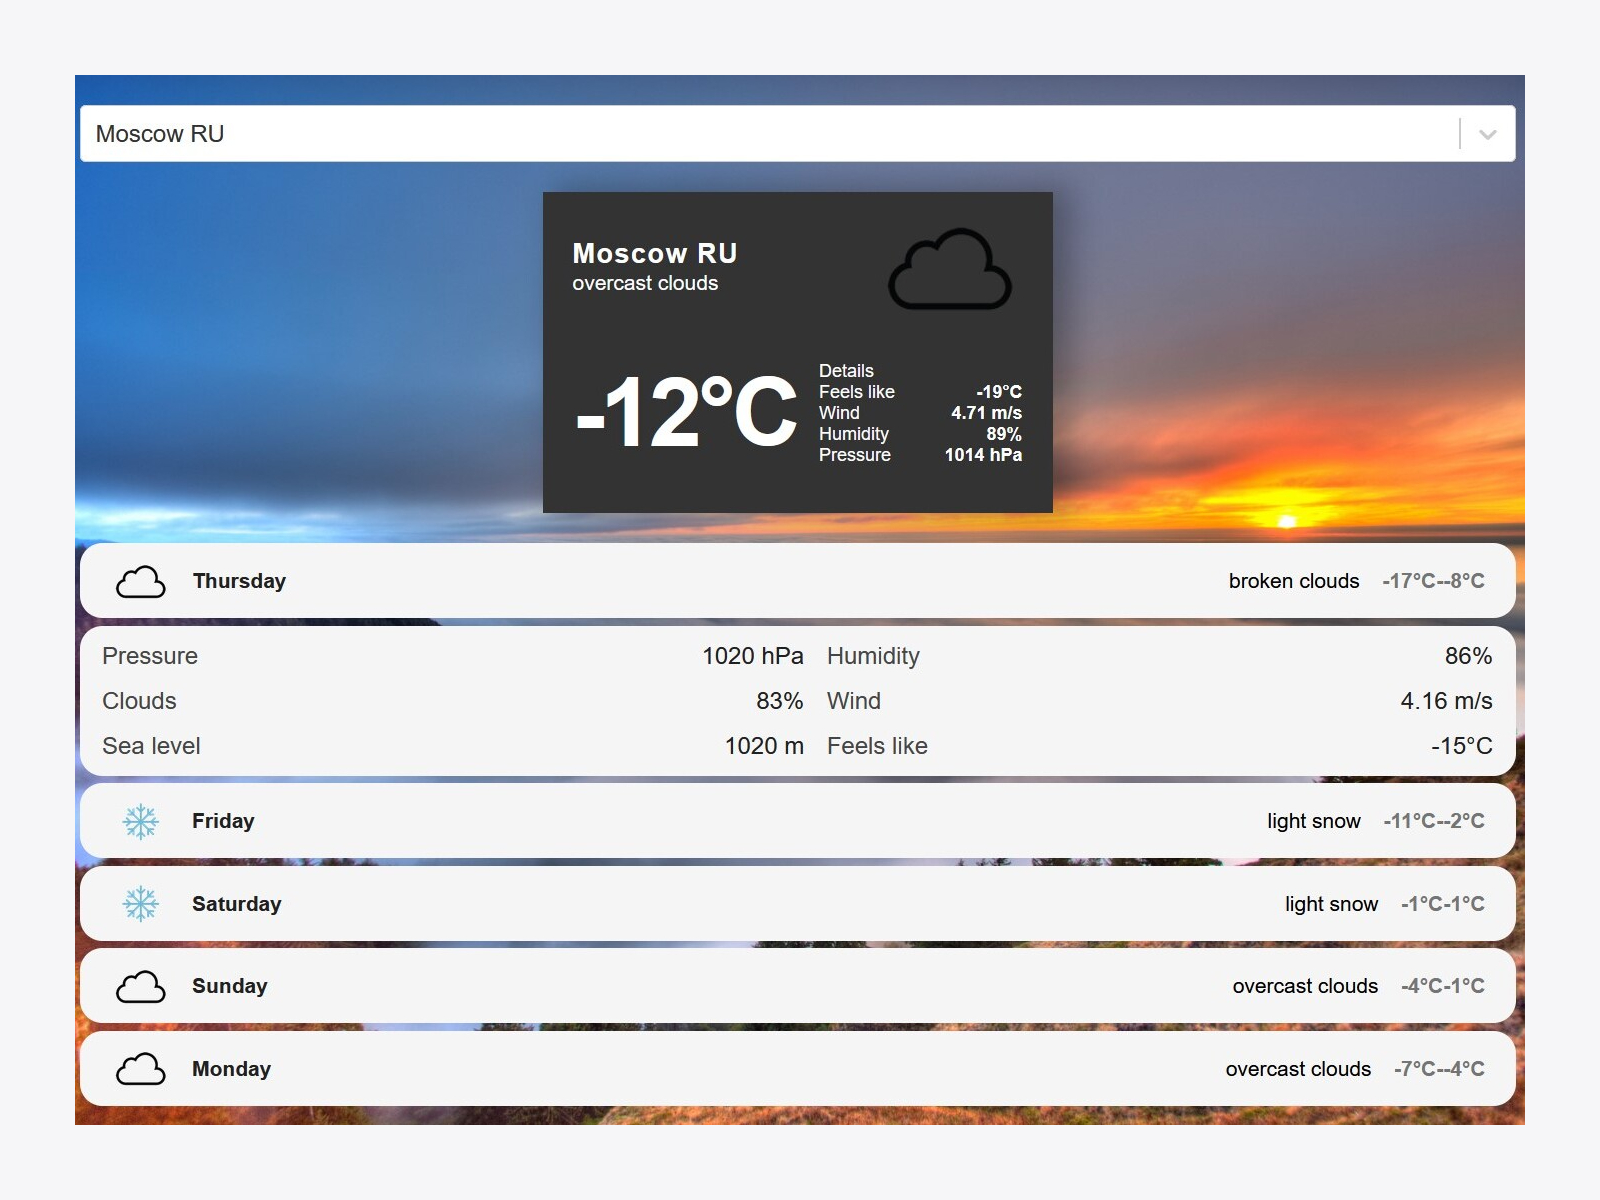 Moscow RU
Moscow RU
overcast clouds
-12°C
Details
Feels like -19°C
Wind 4.71 m/s
Humidity 89%
Pressure 1014 hPa
Thursday broken clouds -17°C--8°C
Pressure 1020 hPa Humidity 86%
Clouds 83% Wind 4.16 m/s
Sea level 1020 m Feels like -15°C
Friday light snow -11°C--2°C
Saturday light snow -1°C-1°C
Sunday overcast clouds -4°C-1°C
Monday overcast clouds -7°C--4°C